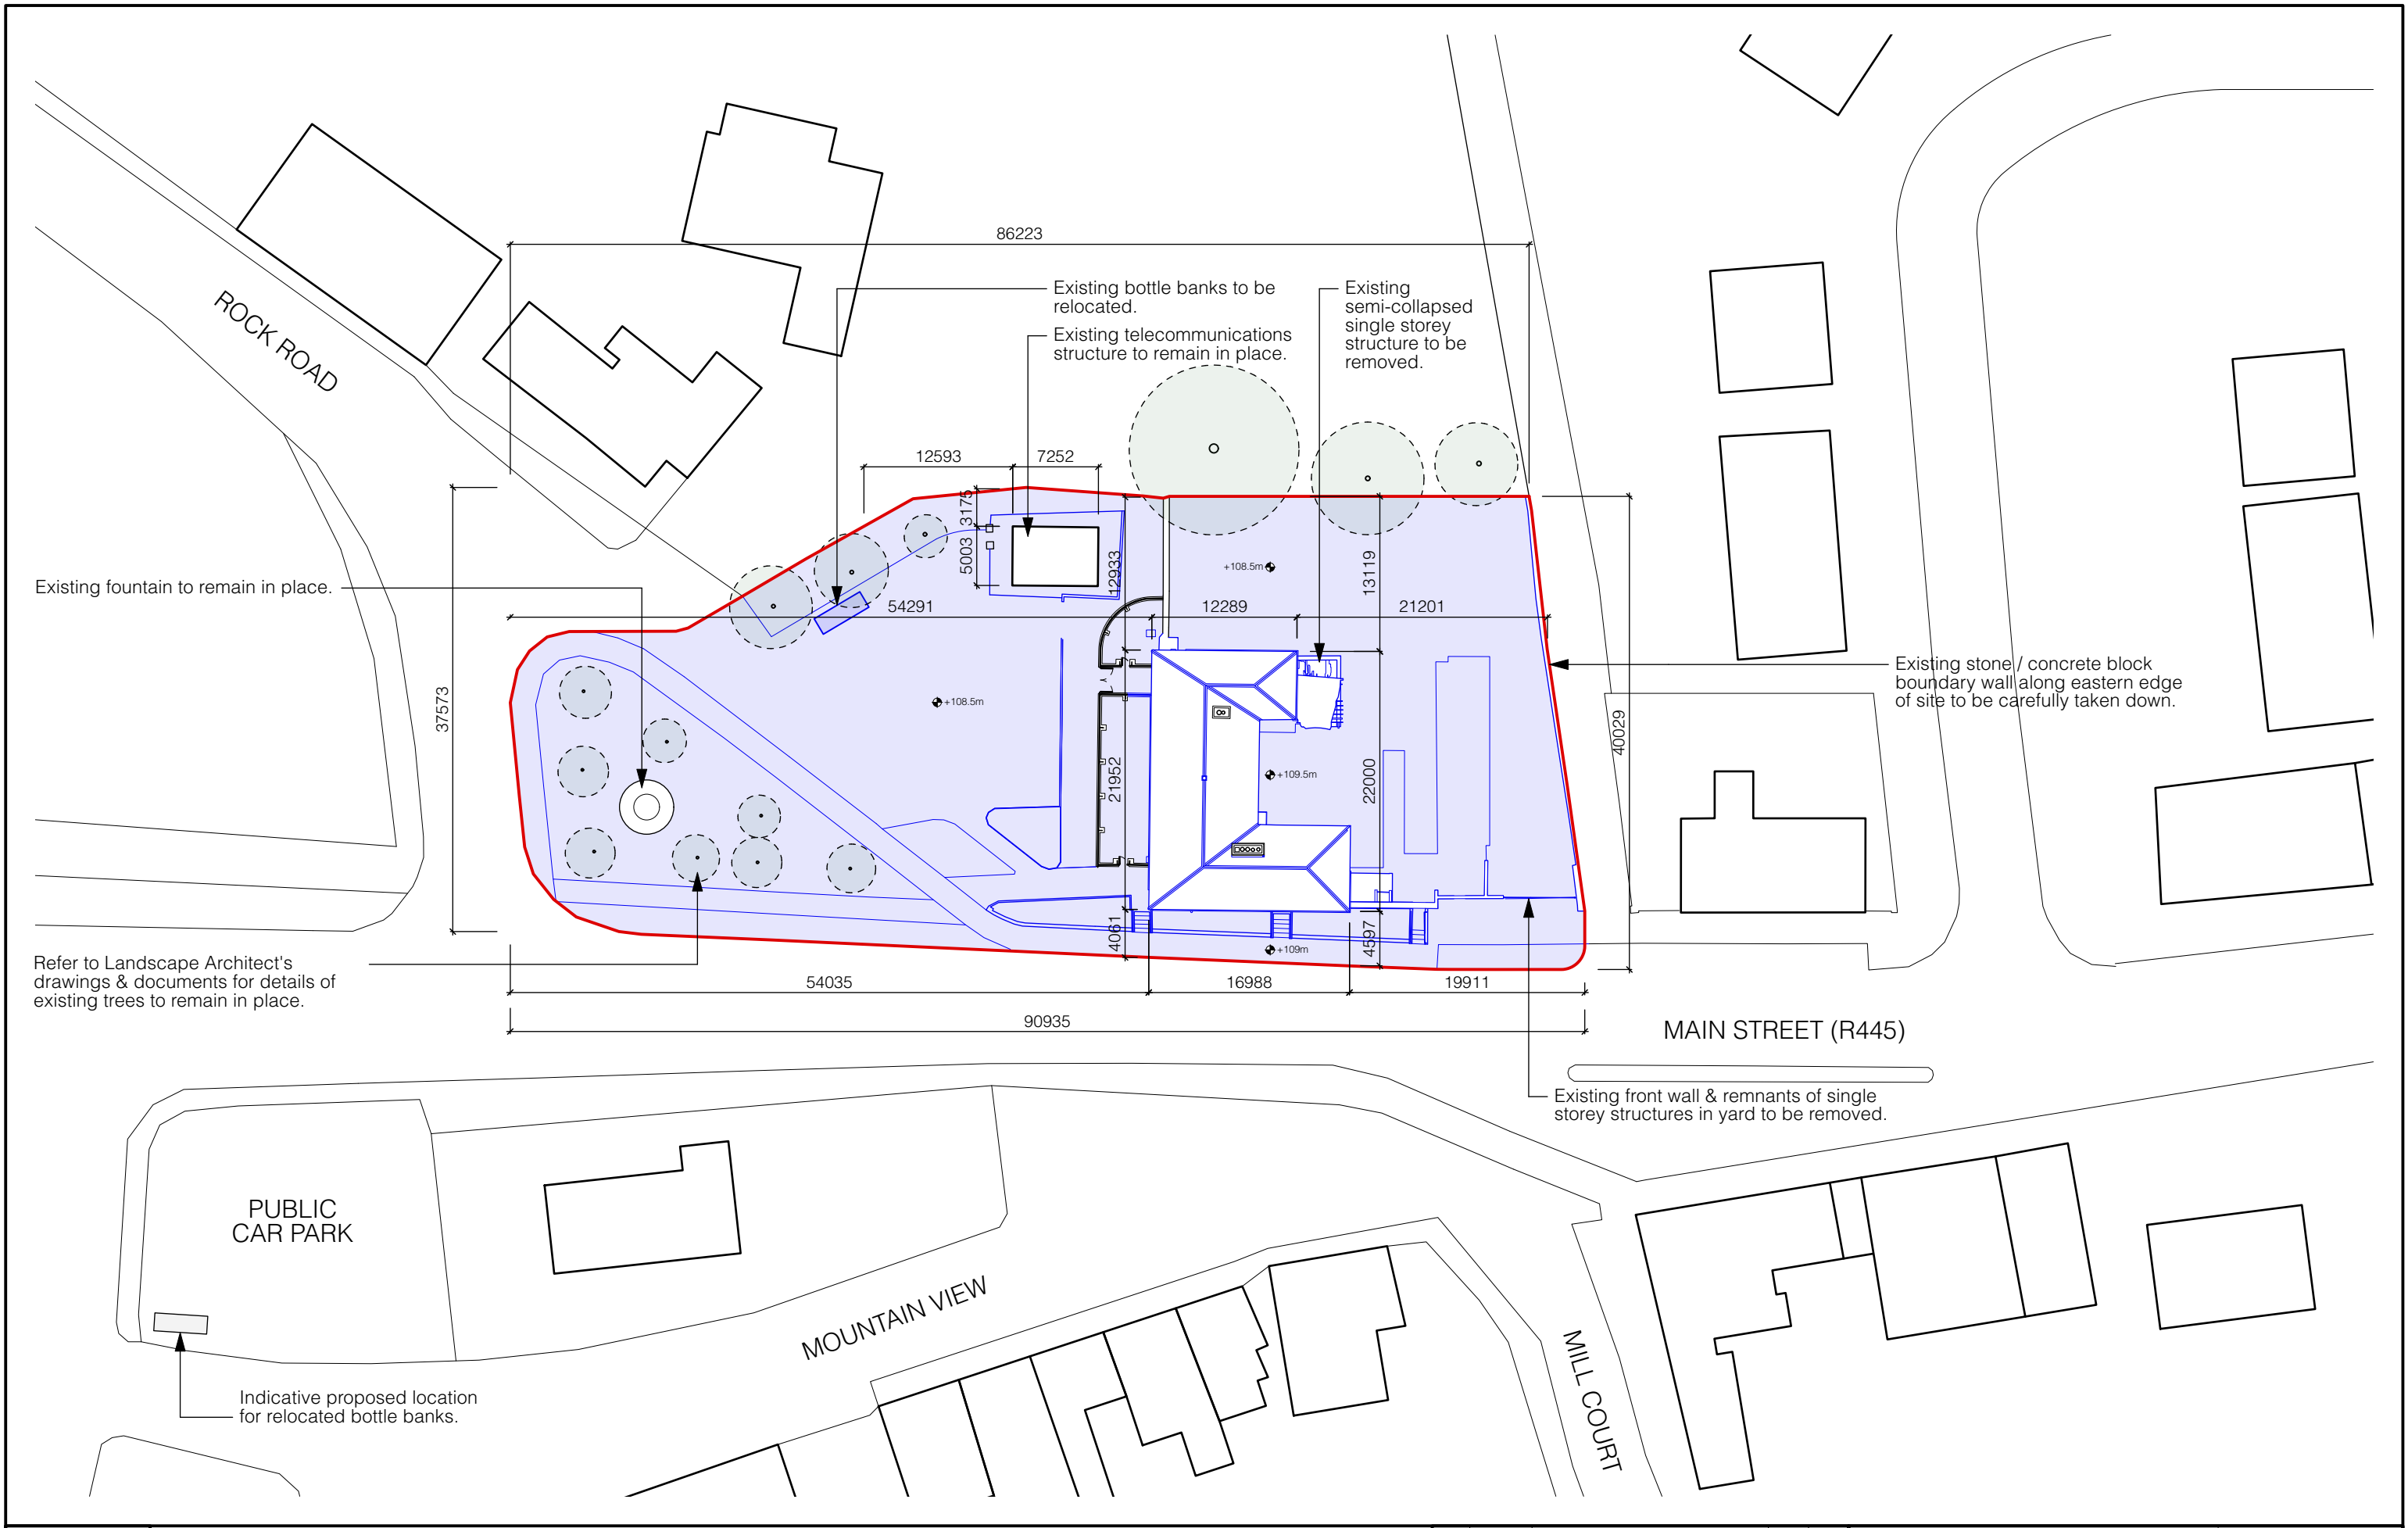 86223
ROCK ROAD
Existing bottle banks to be
relocated.
Existing telecommunications
structure to remain in place.
Existing
semi-collapsed
single storey
structure to be
removed.
12593
7252
3175
5003
12933
13119
+108.5m
Existing fountain to remain in place.
54291
12289
21201
Existing stone / concrete block
boundary wall along eastern edge
of site to be carefully taken down.
37573
+108.5m
40029
21952
22000
+109.5m
4061
4597
+109m
Refer to Landscape Architect's
drawings & documents for details of
existing trees to remain in place.
54035
16988
19911
90935
MAIN STREET (R445)
Existing front wall & remnants of single
storey structures in yard to be removed.
PUBLIC
CAR PARK
MOUNTAIN VIEW
MILL COURT
Indicative proposed location
for relocated bottle banks.